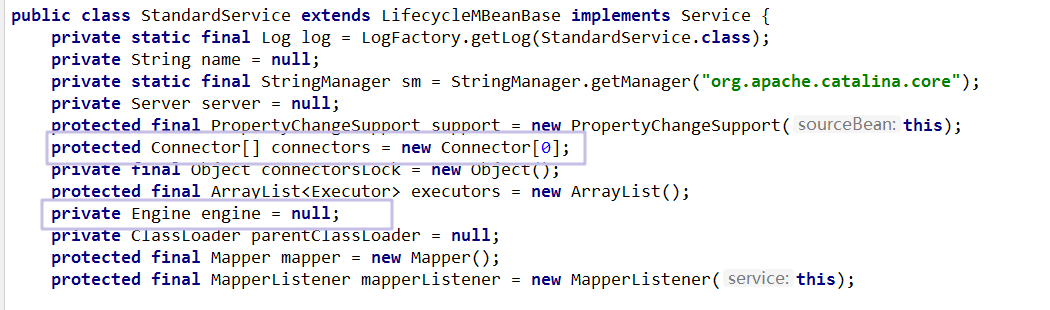 public class StandardService extends LifecycleMBeanBase implements Service {
private static final Log log = LogFactory.getLog(StandardService.class);
private String name = null;
private static final StringManager sm = StringManager.getManager("org.apache.catalina.core");
private Server server = null;
protected final PropertyChangeSupport support = new PropertyChangeSupport( sourceBean: this);
protected Connector[] connectors = new Connector[0];
private final Object connectorsLock = new Object();
protected final ArrayList<Executor> executors = new ArrayList();
private Engine engine = null;
private ClassLoader parentClassLoader = null;
protected final Mapper mapper = new Mapper();
protected final MapperListener mapperListener = new MapperListener( service: this);